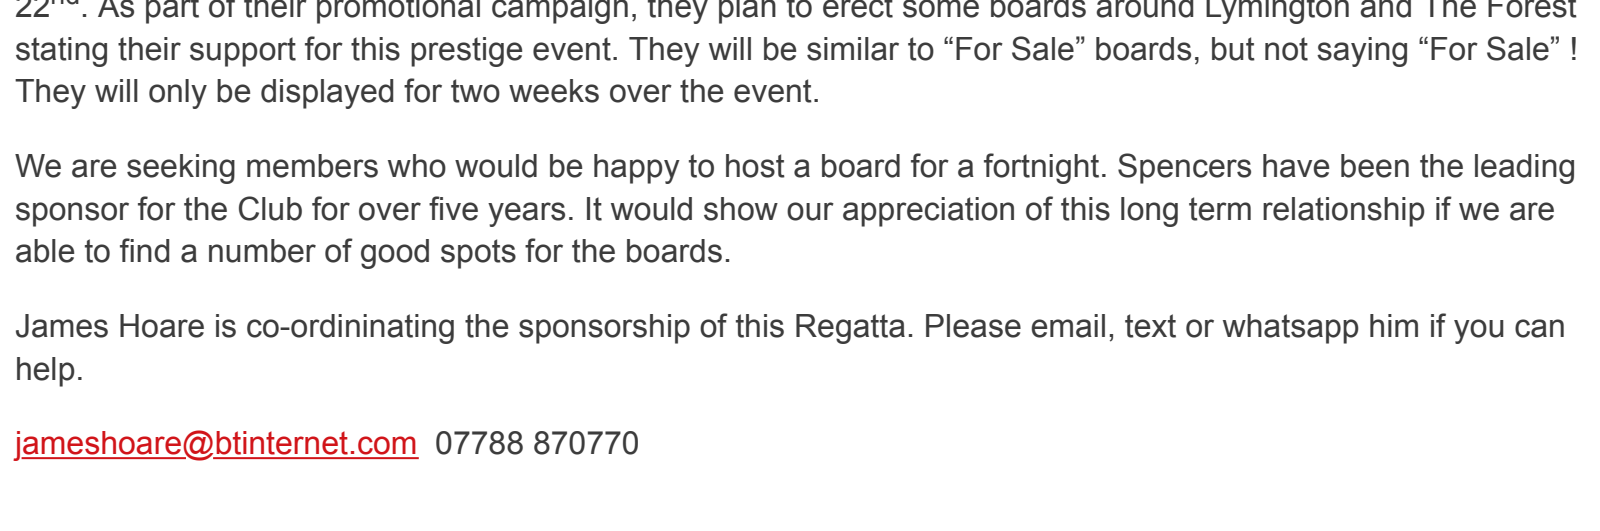 22nd. As part of their promotional campaign, they plan to erect some boards around Lymington and The Forest
stating their support for this prestige event. They will be similar to “For Sale” boards, but not saying “For Sale” !
They will only be displayed for two weeks over the event.
We are seeking members who would be happy to host a board for a fortnight. Spencers have been the leading
sponsor for the Club for over five years. It would show our appreciation of this long term relationship if we are
able to find a number of good spots for the boards.
James Hoare is co-ordininating the sponsorship of this Regatta. Please email, text or whatsapp him if you can
help.
jameshoare@btinternet.com 07788 870770